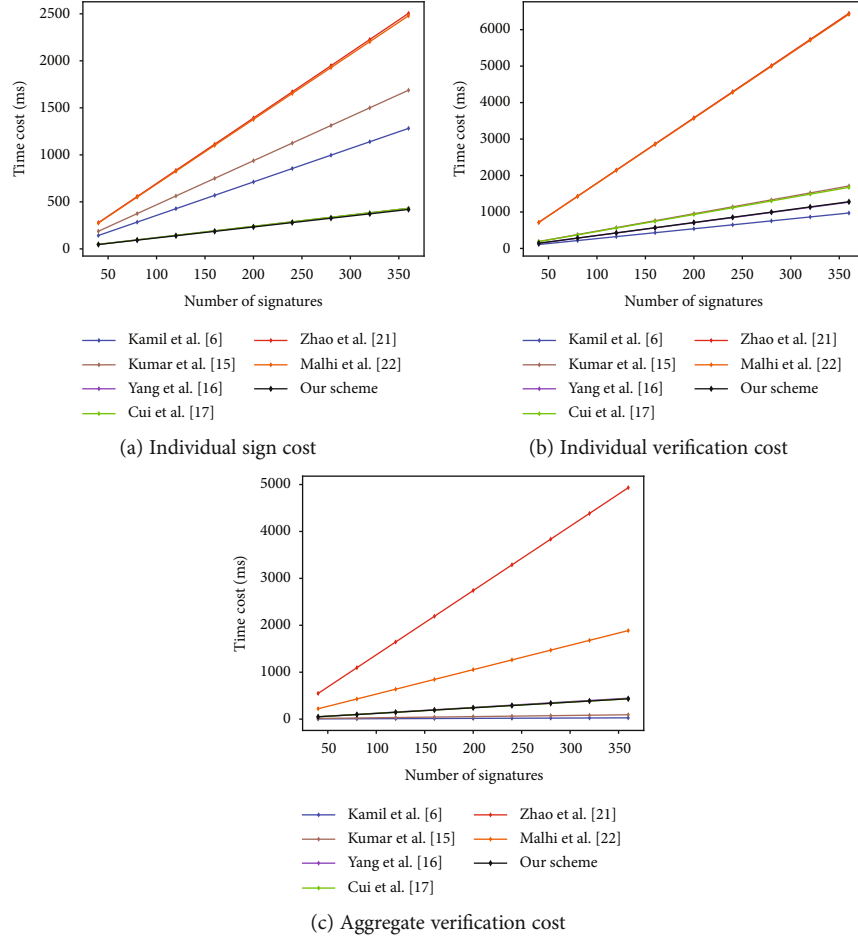 2500
2000
1500
1000
500
0
Time cost (ms)
50 100 150 200 250 300 350
Number of signatures
Kamil et al. [6]
Kumar et al. [15]
Yang et al. [16]
Cui et al. [17]
Zhao et al. [21]
Malhi et al. [22]
Our scheme
(a) Individual sign cost
6000
5000
4000
3000
2000
1000
0
Time cost (ms)
50 100 150 200 250 300 350
Number of signatures
Kamil et al. [6]
Kumar et al. [15]
Yang et al. [16]
Cui et al. [17]
Zhao et al. [21]
Malhi et al. [22]
Our scheme
(b) Individual verification cost
5000
4000
3000
2000
1000
0
Time cost (ms)
50 100 150 200 250 300 350
Number of signatures
Kamil et al. [6]
Kumar et al. [15]
Yang et al. [16]
Cui et al. [17]
Zhao et al. [21]
Malhi et al. [22]
Our scheme
(c) Aggregate verification cost